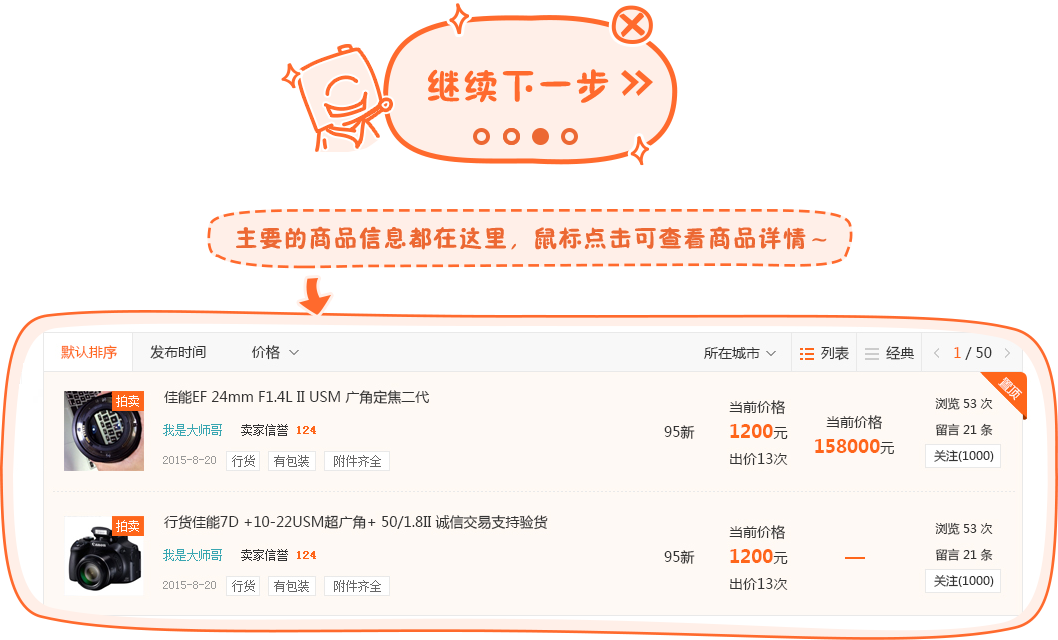 继续下一步
主要的商品信息都在这里，鼠标点击可查看商品详情~
默认排序 发布时间 价格 所在城市 列表 经典 1 / 50
置顶
拍卖
佳能EF 24mm F1.4L II USM 广角定焦二代
我是大师哥 卖家信誉 124
2015-8-20 行货 有包装 附件齐全
95新
当前价格
1200元
出价13次
当前价格
158000元
浏览 53 次
留言 21 条
关注(1000)
拍卖
行货佳能7D +10-22USM超广角+ 50/1.8II 诚信交易支持验货
我是大师哥 卖家信誉 124
2015-8-20 行货 有包装 附件齐全
95新
当前价格
1200元
出价13次
—
浏览 53 次
留言 21 条
关注(1000)